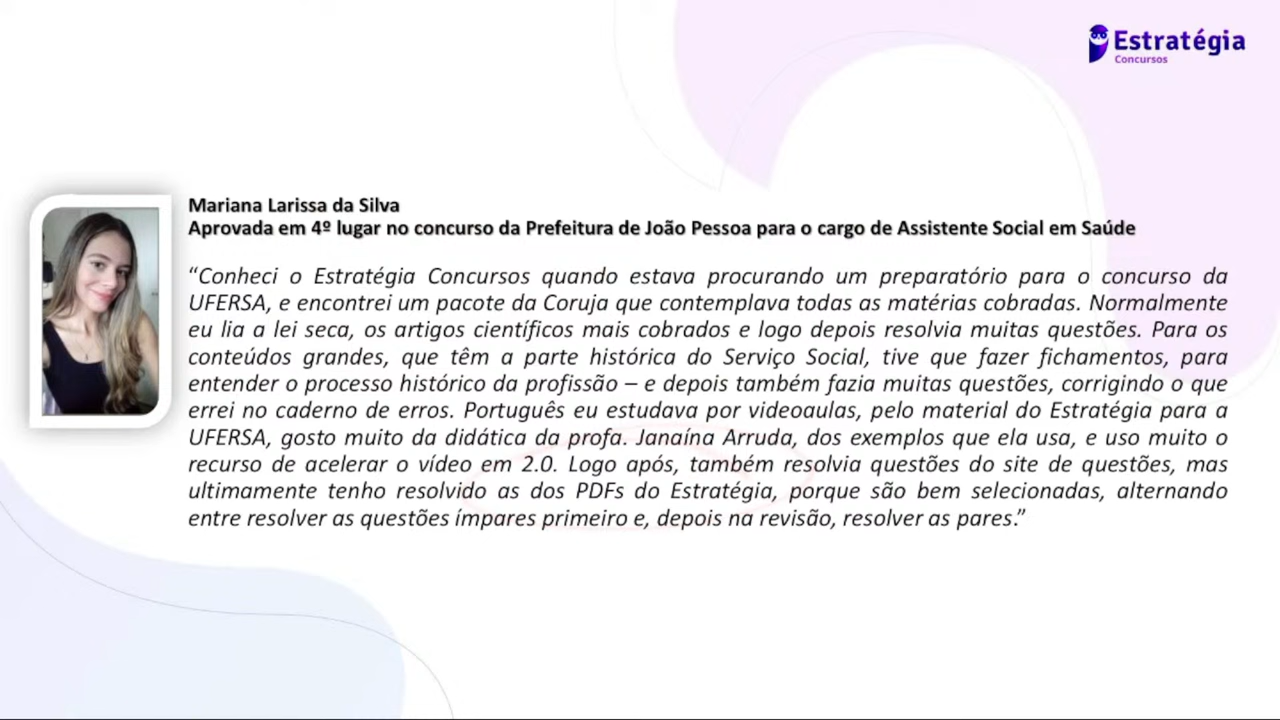 Estratégia
Concursos
Mariana Larissa da Silva
Aprovada em 4º lugar no concurso da Prefeitura de João Pessoa para o cargo de Assistente Social em Saúde
“Conheci o Estratégia Concursos quando estava procurando um preparatório para o concurso da
UFERSA, e encontrei um pacote da Coruja que contemplava todas as matérias cobradas. Normalmente
eu lia a lei seca, os artigos científicos mais cobrados e logo depois resolvia muitas questões. Para os
conteúdos grandes, que têm a parte histórica do Serviço Social, tive que fazer fichamentos, para
entender o processo histórico da profissão – e depois também fazia muitas questões, corrigindo o que
errei no caderno de erros. Português eu estudava por videoaulas, pelo material do Estratégia para a
UFERSA, gosto muito da didática da profa. Janaína Arruda, dos exemplos que ela usa, e uso muito o
recurso de acelerar o vídeo em 2.0. Logo após, também resolvia questões do site de questões, mas
ultimamente tenho resolvido as dos PDFs do Estratégia, porque são bem selecionadas, alternando
entre resolver as questões ímpares primeiro e, depois na revisão, resolver as pares.”